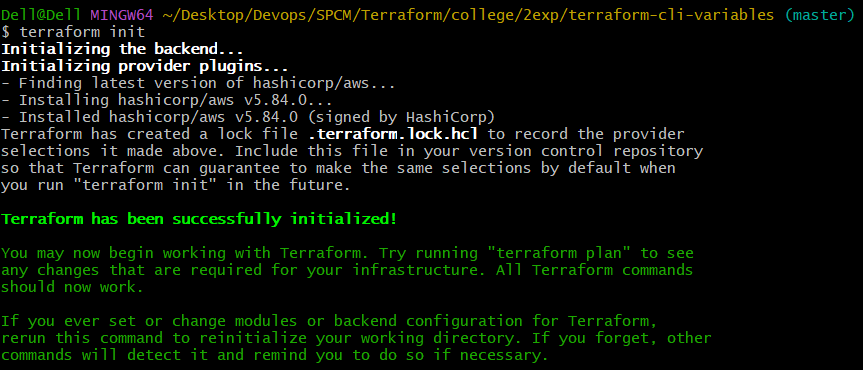 Dell@Dell MINGW64 ~/Desktop/Devops/SPCM/Terraform/college/2exp/terraform-cli-variables (master)
$ terraform init
Initializing the backend...
Initializing provider plugins...
- Finding latest version of hashicorp/aws...
- Installing hashicorp/aws v5.84.0...
- Installed hashicorp/aws v5.84.0 (signed by HashiCorp)
Terraform has created a lock file .terraform.lock.hcl to record the provider
selections it made above. Include this file in your version control repository
so that Terraform can guarantee to make the same selections by default when
you run "terraform init" in the future.
Terraform has been successfully initialized!
You may now begin working with Terraform. Try running "terraform plan" to see
any changes that are required for your infrastructure. All Terraform commands
should now work.
If you ever set or change modules or backend configuration for Terraform,
rerun this command to reinitialize your working directory. If you forget, other
commands will detect it and remind you to do so if necessary.